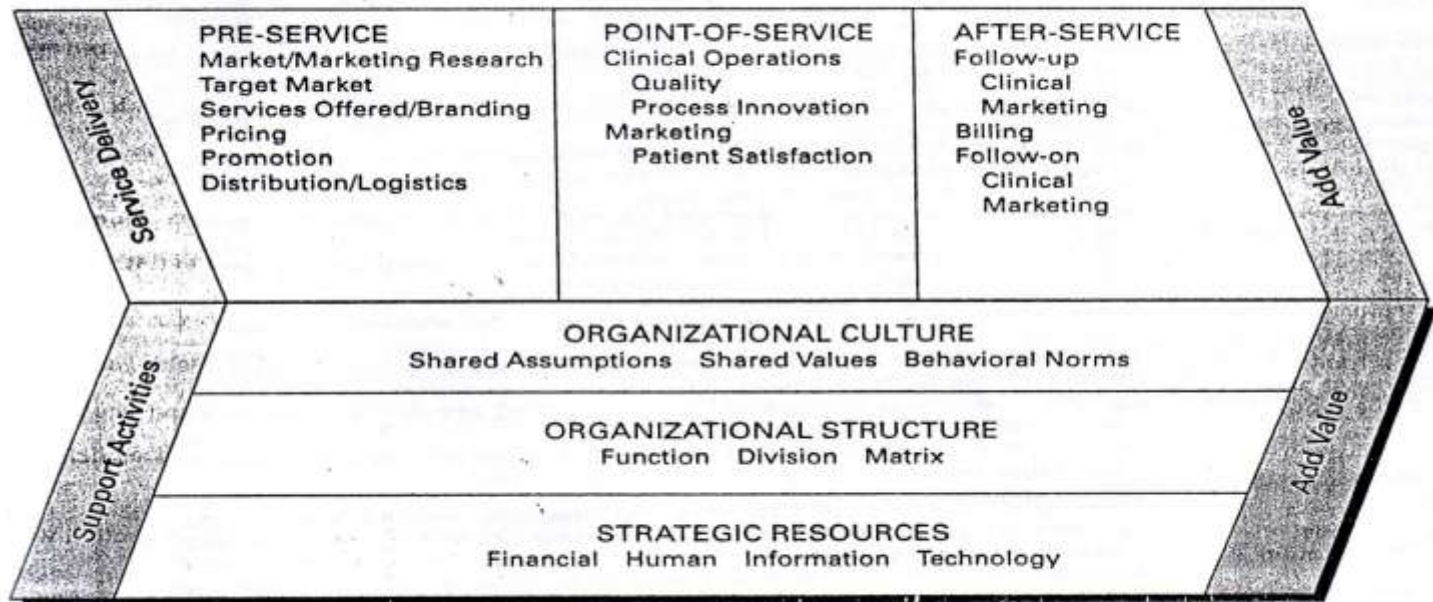 Service Delivery
PRE-SERVICE
Market/Marketing Research
Target Market
Services Offered/Branding
Pricing
Promotion
Distribution/Logistics
POINT-OF-SERVICE
Clinical Operations
Quality
Process Innovation
Marketing
Patient Satisfaction
AFTER-SERVICE
Follow-up
Clinical
Marketing
Billing
Follow-on
Clinical
Marketing
Add Value
Support Activities
ORGANIZATIONAL CULTURE
Shared Assumptions Shared Values Behavioral Norms
ORGANIZATIONAL STRUCTURE
Function Division Matrix
STRATEGIC RESOURCES
Financial Human Information Technology
Add Value